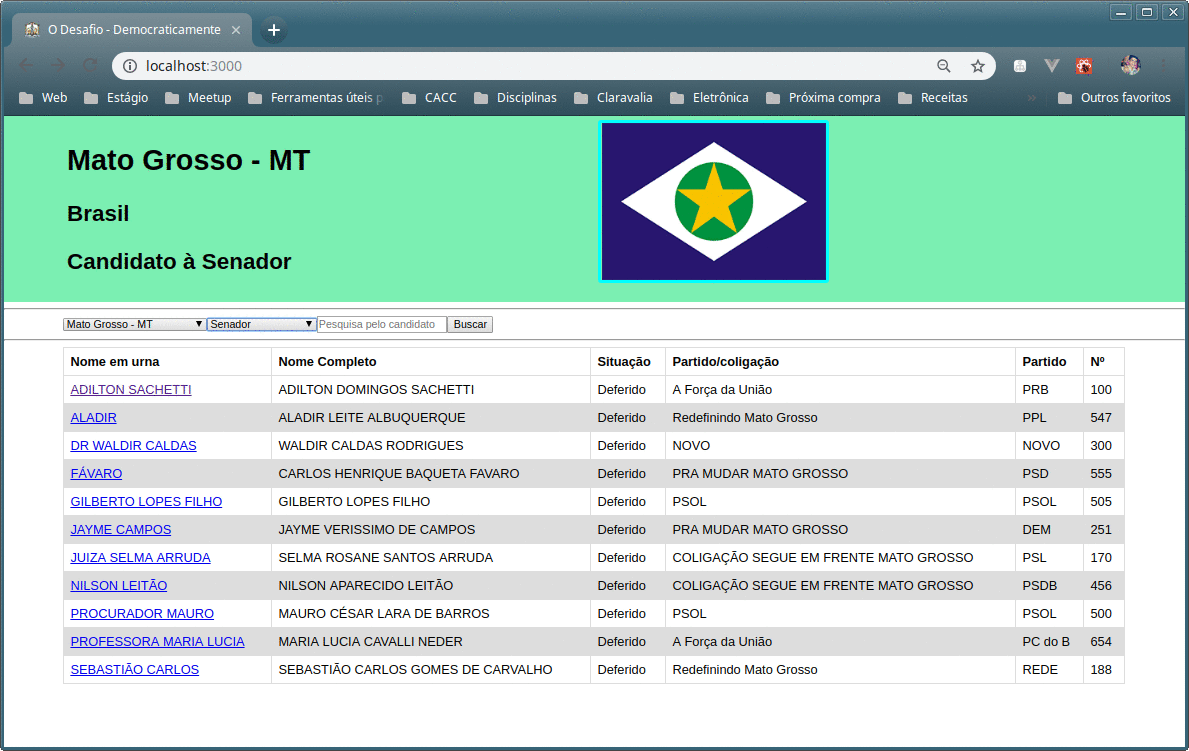 O Desafio - Democraticamente
localhost:3000
Web Estágio Meetup Ferramentas úteis p CACC Disciplinas Claravalia Eletrônica Próxima compra Receitas » Outros favoritos
Mato Grosso - MT
Brasil
Candidato à Senador
Mato Grosso - MT Senador Pesquisa pelo candidato Buscar
Nome em urna Nome Completo Situação Partido/coligação Partido Nº
ADILTON SACHETTI ADILTON DOMINGOS SACHETTI Deferido A Força da União PRB 100
ALADIR ALADIR LEITE ALBUQUERQUE Deferido Redefinindo Mato Grosso PPL 547
DR WALDIR CALDAS WALDIR CALDAS RODRIGUES Deferido NOVO NOVO 300
FÁVARO CARLOS HENRIQUE BAQUETA FAVARO Deferido PRA MUDAR MATO GROSSO PSD 555
GILBERTO LOPES FILHO GILBERTO LOPES FILHO Deferido PSOL PSOL 505
JAYME CAMPOS JAYME VERISSIMO DE CAMPOS Deferido PRA MUDAR MATO GROSSO DEM 251
JUIZA SELMA ARRUDA SELMA ROSANE SANTOS ARRUDA Deferido COLIGAÇÃO SEGUE EM FRENTE MATO GROSSO PSL 170
NILSON LEITÃO NILSON APARECIDO LEITÃO Deferido COLIGAÇÃO SEGUE EM FRENTE MATO GROSSO PSDB 456
PROCURADOR MAURO MAURO CÉSAR LARA DE BARROS Deferido PSOL PSOL 500
PROFESSORA MARIA LUCIA MARIA LUCIA CAVALLI NEDER Deferido A Força da União PC do B 654
SEBASTIÃO CARLOS SEBASTIÃO CARLOS GOMES DE CARVALHO Deferido Redefinindo Mato Grosso REDE 188